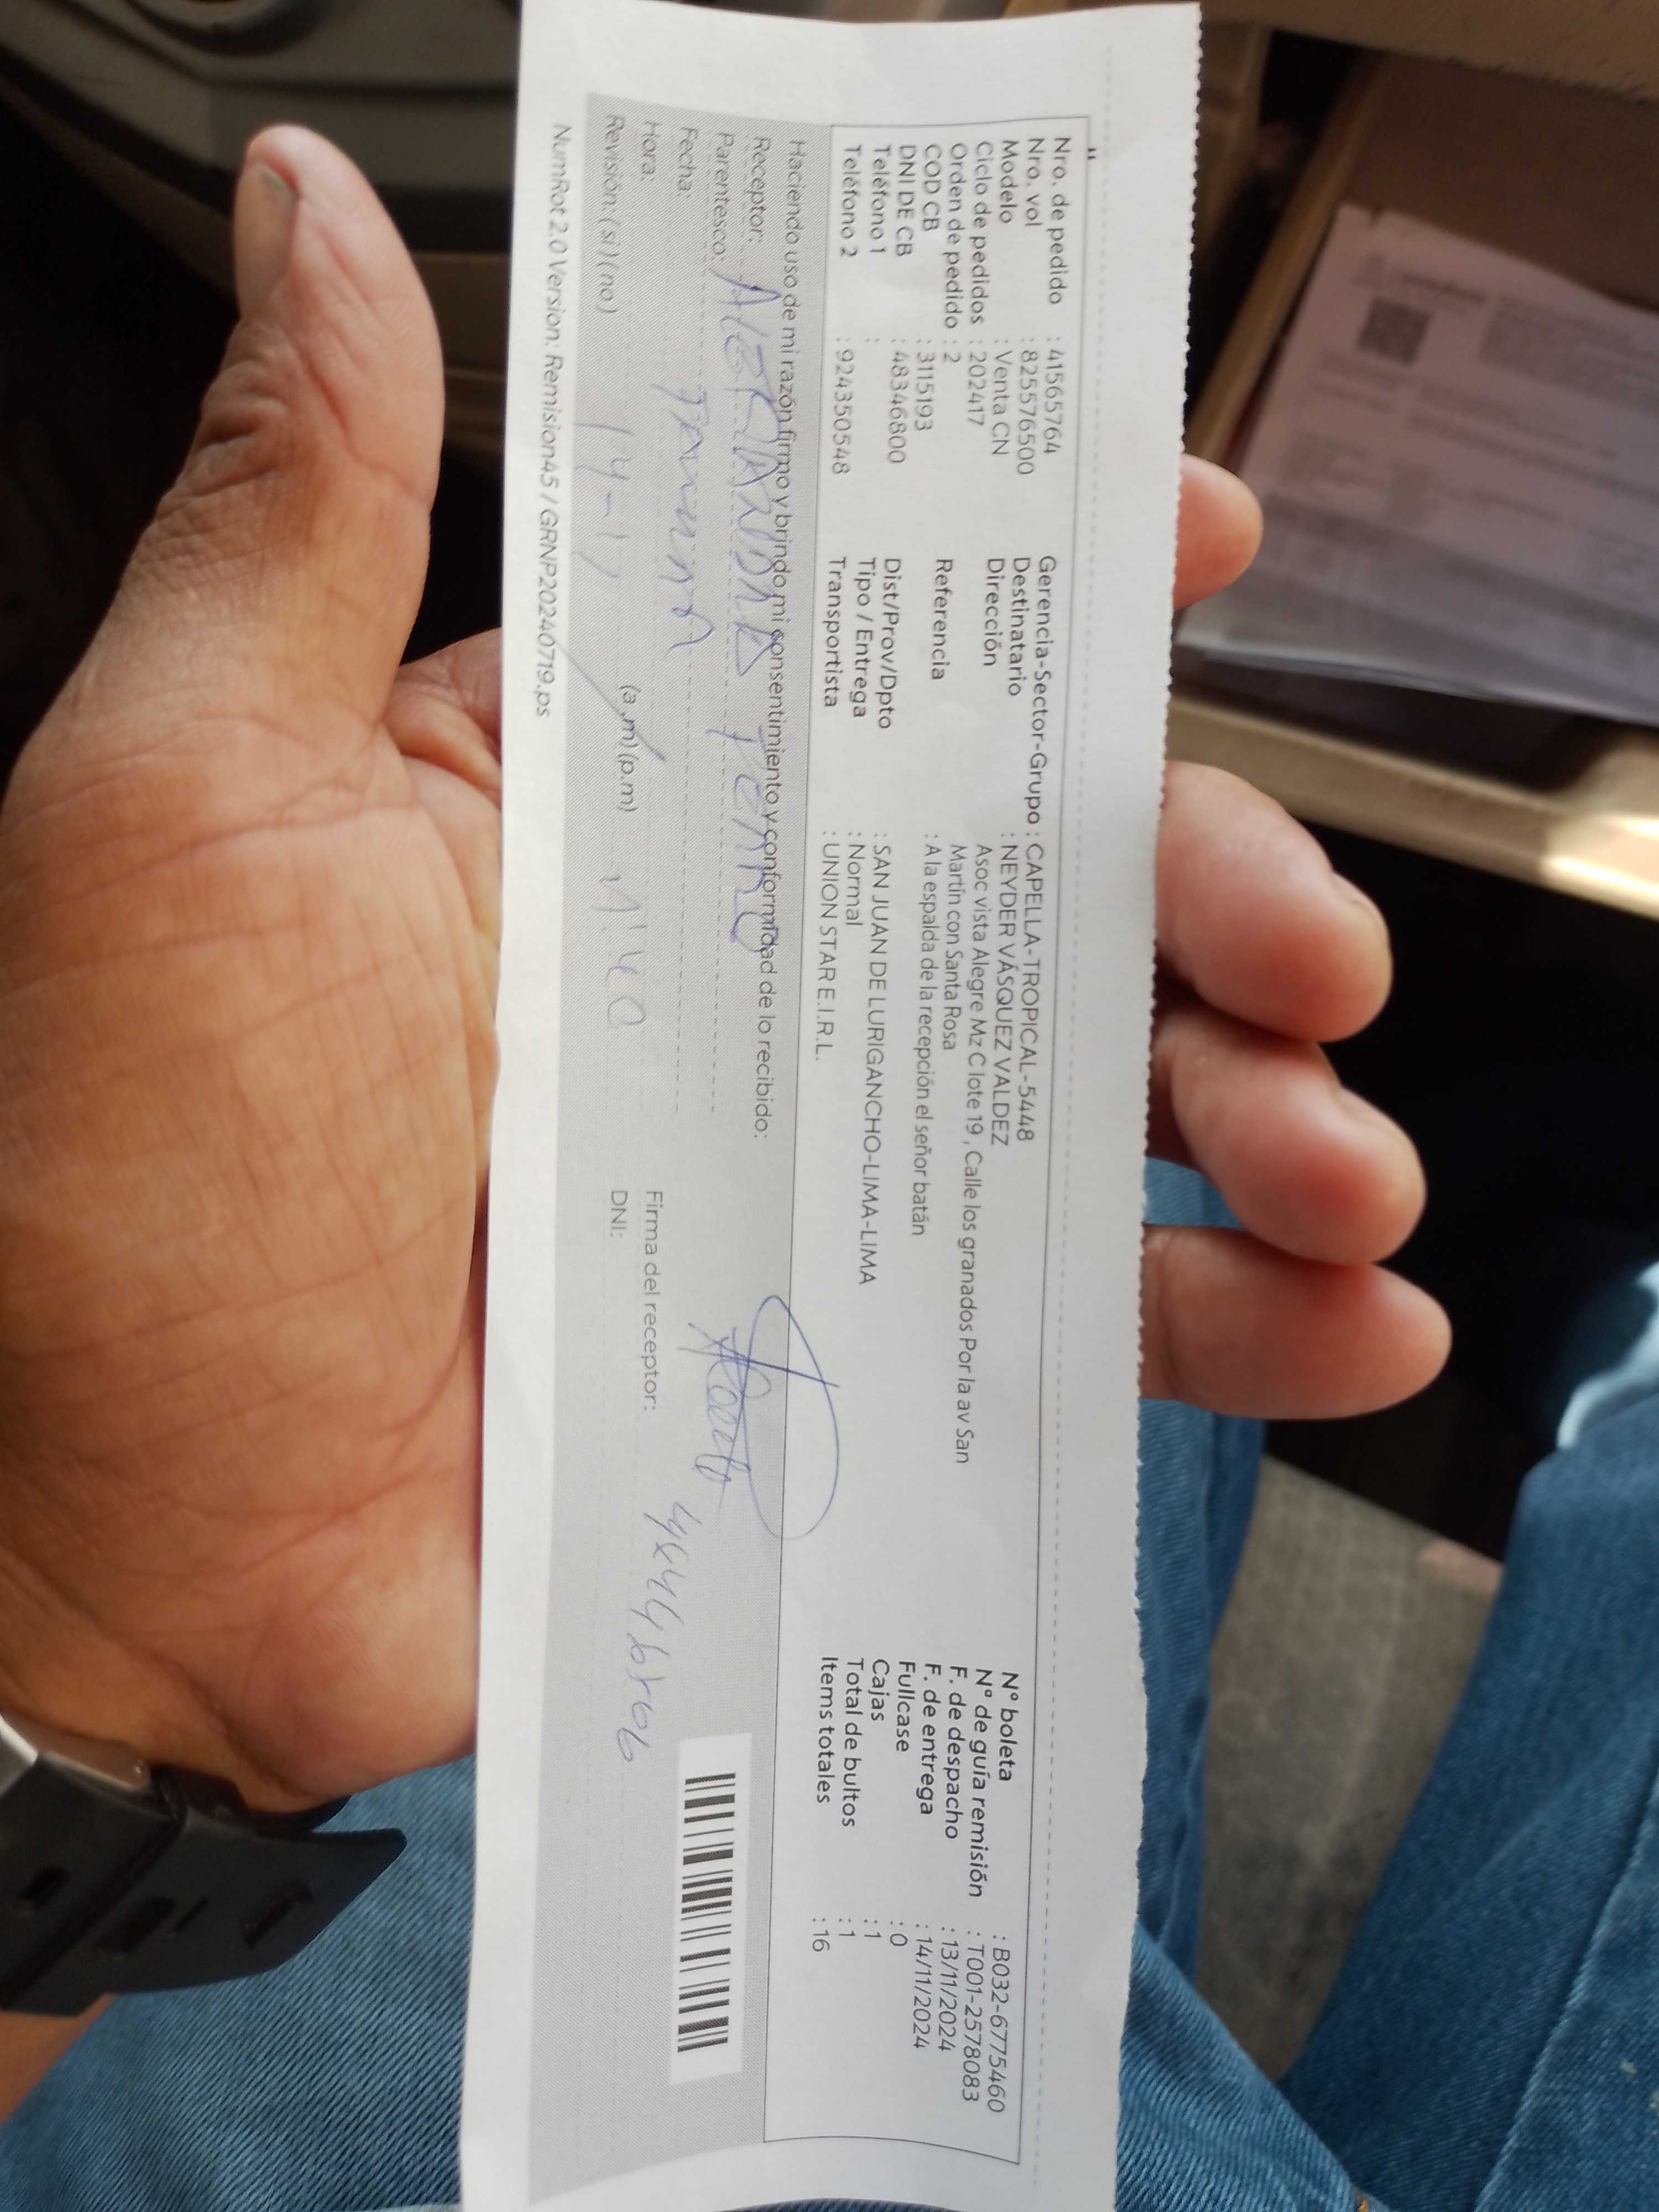 Nro. de pedido : 41565764
Nro. vol : 825576500
Modelo : Venta CN
Ciclo de pedidos : 202417
Orden de pedido : 2
COD CB : 3115193
DNI DE CB : 48346800
Teléfono 1 :
Teléfono 2 : 924350548
Gerencia-Sector-Grupo : CAPELLA-TROPICAL-5448
Destinatario : NEYDER VÁSQUEZ VALDEZ
Dirección Asoc vista Alegre Mz C lote 19 , Calle los granados Por la av San
Martín con Santa Rosa
Referencia : A la espalda de la recepción el señor batán
Dist/Prov/Dpto : SAN JUAN DE LURIGANCHO-LIMA-LIMA
Tipo / Entrega : Normal
Transportista : UNION STAR E.I.R.L.
N° boleta : B032-6775460
N° de guía remisión : T001-2578083
F. de despacho : 13/11/2024
F. de entrega : 14/11/2024
Fullcase : 0
Cajas : 1
Total de bultos : 1
Items totales : 16
Haciendo uso de mi razón firmo y brindo mi consentimiento y conformidad de lo recibido:
Receptor:
Parentesco:
Fecha:
Hora: (a.m) (p.m)
Revisión: (si) (no)
Firma del receptor:
DNI:
NumRot 2.0 Version: Remision45 / GRNP20240719.ps